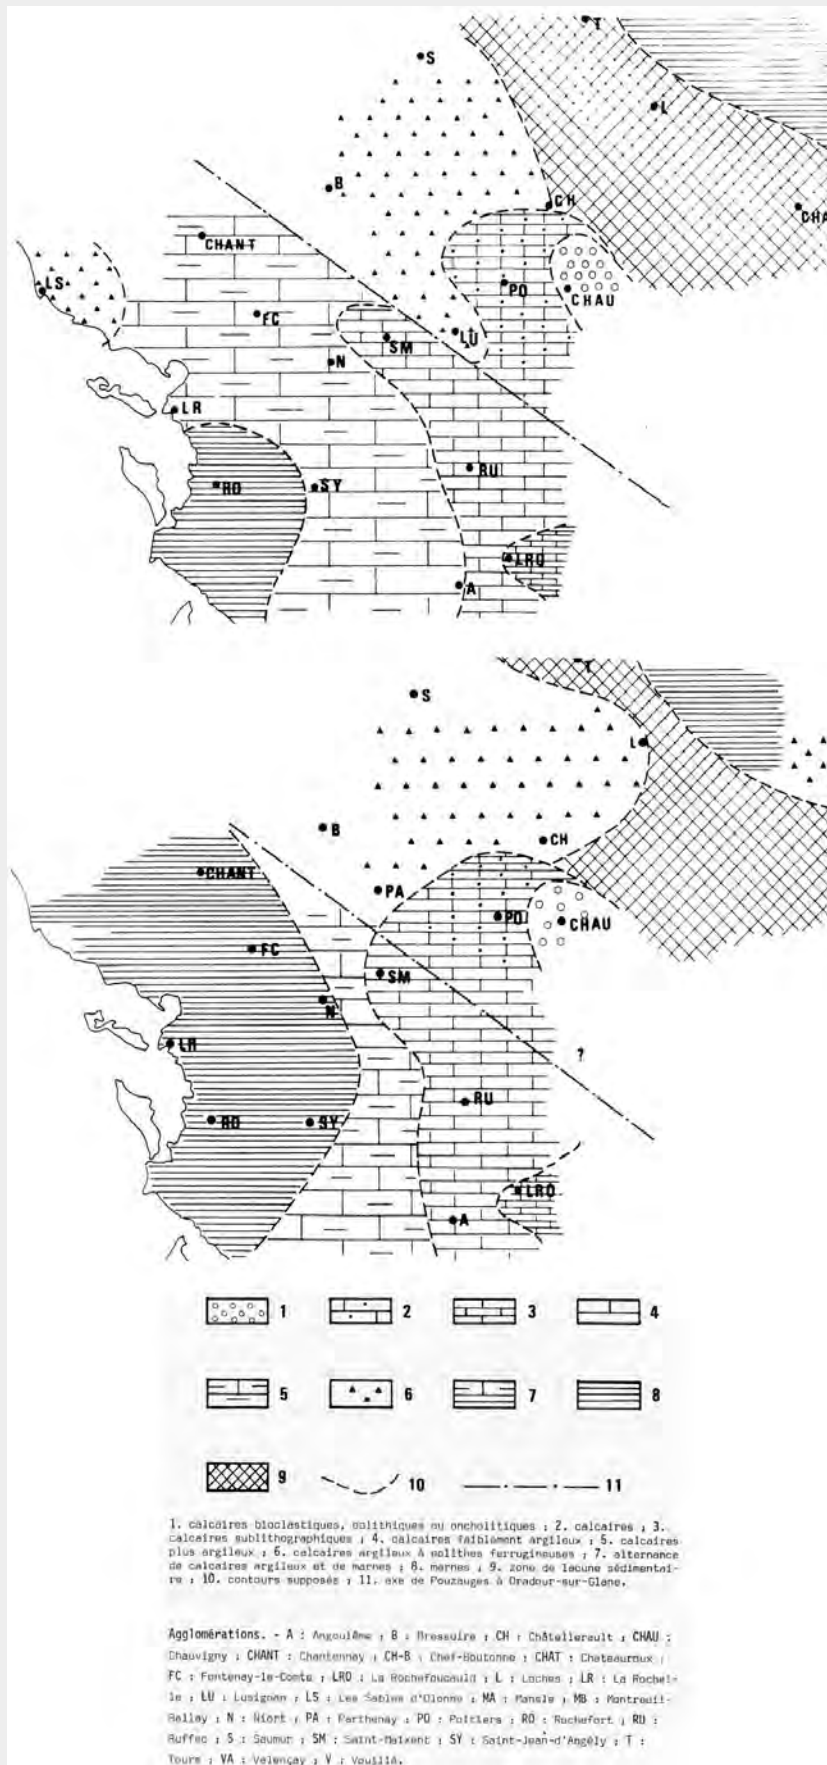 T
S
L
B
CH
CHA
CHANT
PO
CHAU
LS
FC
LU
SM
N
LR
RU
RO
SY
LRO
A
T
S
L
B
CH
CHANT
PA
PO
CHAU
FC
SM
N
LR
?
RU
RO
SY
LRO
A
1 2 3 4
5 6 7 8
9 10 11
1. calcaires bioclastiques, oolithiques ou oncholitiques ; 2. calcaires ; 3.
calcaires sublithographiques ; 4. calcaires faiblement argileux ; 5. calcaires
plus argileux ; 6. calcaires argileux à oolithes ferrugineuses ; 7. alternance
de calcaires argileux et de marnes ; 8. marnes ; 9. zone de lacune sédimentai-
re ; 10. contours supposés ; 11. axe de Pouzauges à Oradour-sur-Glane.
Agglomérations. - A : Angoulême ; B : Bressuire ; CH : Châtellerault ; CHAU :
Chauvigny ; CHANT : Chantonnay ; CH-B : Chef-Boutonne ; CHAT : Chateauroux ;
FC : Fontenay-le-Comte ; LRO : La Rochefoucauld ; L : Loches ; LR : La Rochel-
le ; LU : Lusignan ; LS : Les Sables d'Olonne ; MA : Mansle ; MB : Montreuil-
Bellay ; N : Niort ; PA : Parthenay ; PO : Poitiers ; RO : Rochefort ; RU :
Ruffec ; S : Saumur ; SM : Saint-Maixent ; SY : Saint-Jean-d'Angély ; T :
Tours ; VA : Valençay ; V : Vouillé.